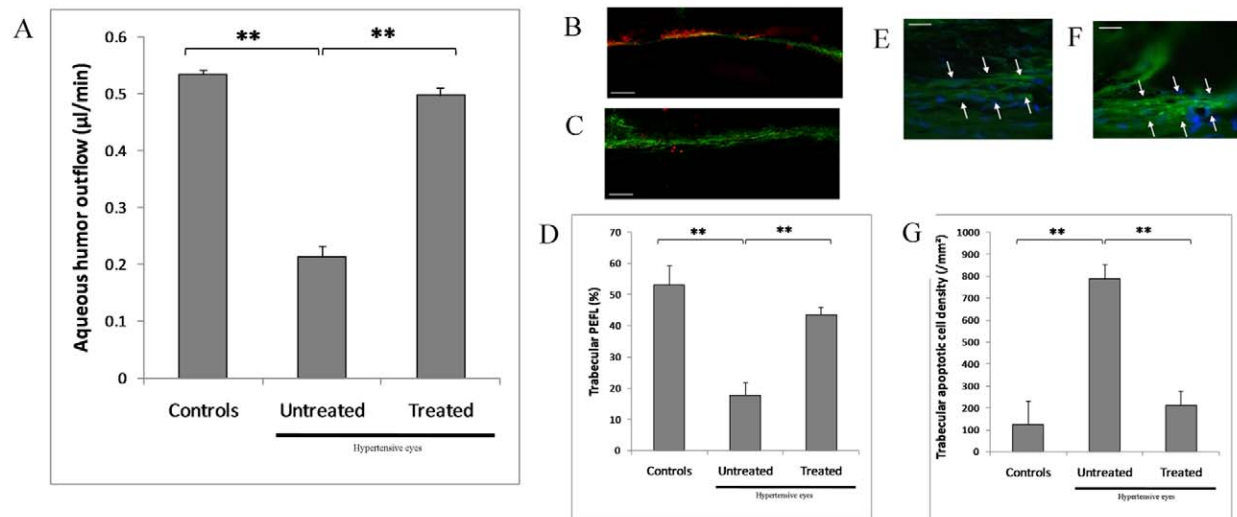 A
**
**
0.6
0.5
0.4
0.3
0.2
0.1
0
Aqueous humor outflow (µl/min)
Controls
Untreated
Treated
Hypertensive eyes
B
C
E
F
D
**
**
70
60
50
40
30
20
10
0
Trabecular PEFL (%)
Controls
Untreated
Treated
Hypertensive eyes
G
**
**
1000
900
800
700
600
500
400
300
200
100
0
Trabecular apoptotic cell density (/mm²)
Controls
Untreated
Treated
Hypertensive eyes